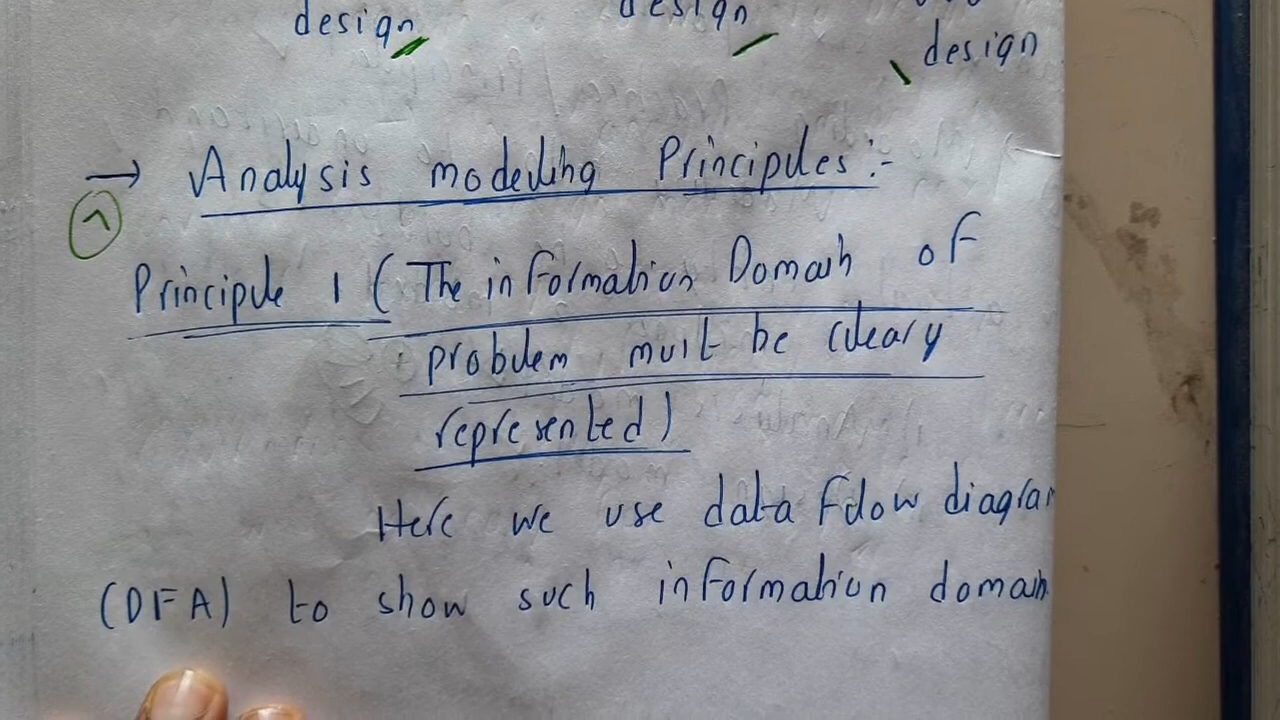 design design
design
→ Analysis modelling Principles:-
Principle 1 (The information Domain of
problem must be cleary
represented)
Here we use data flow diagram
(DFA) to show such information domain